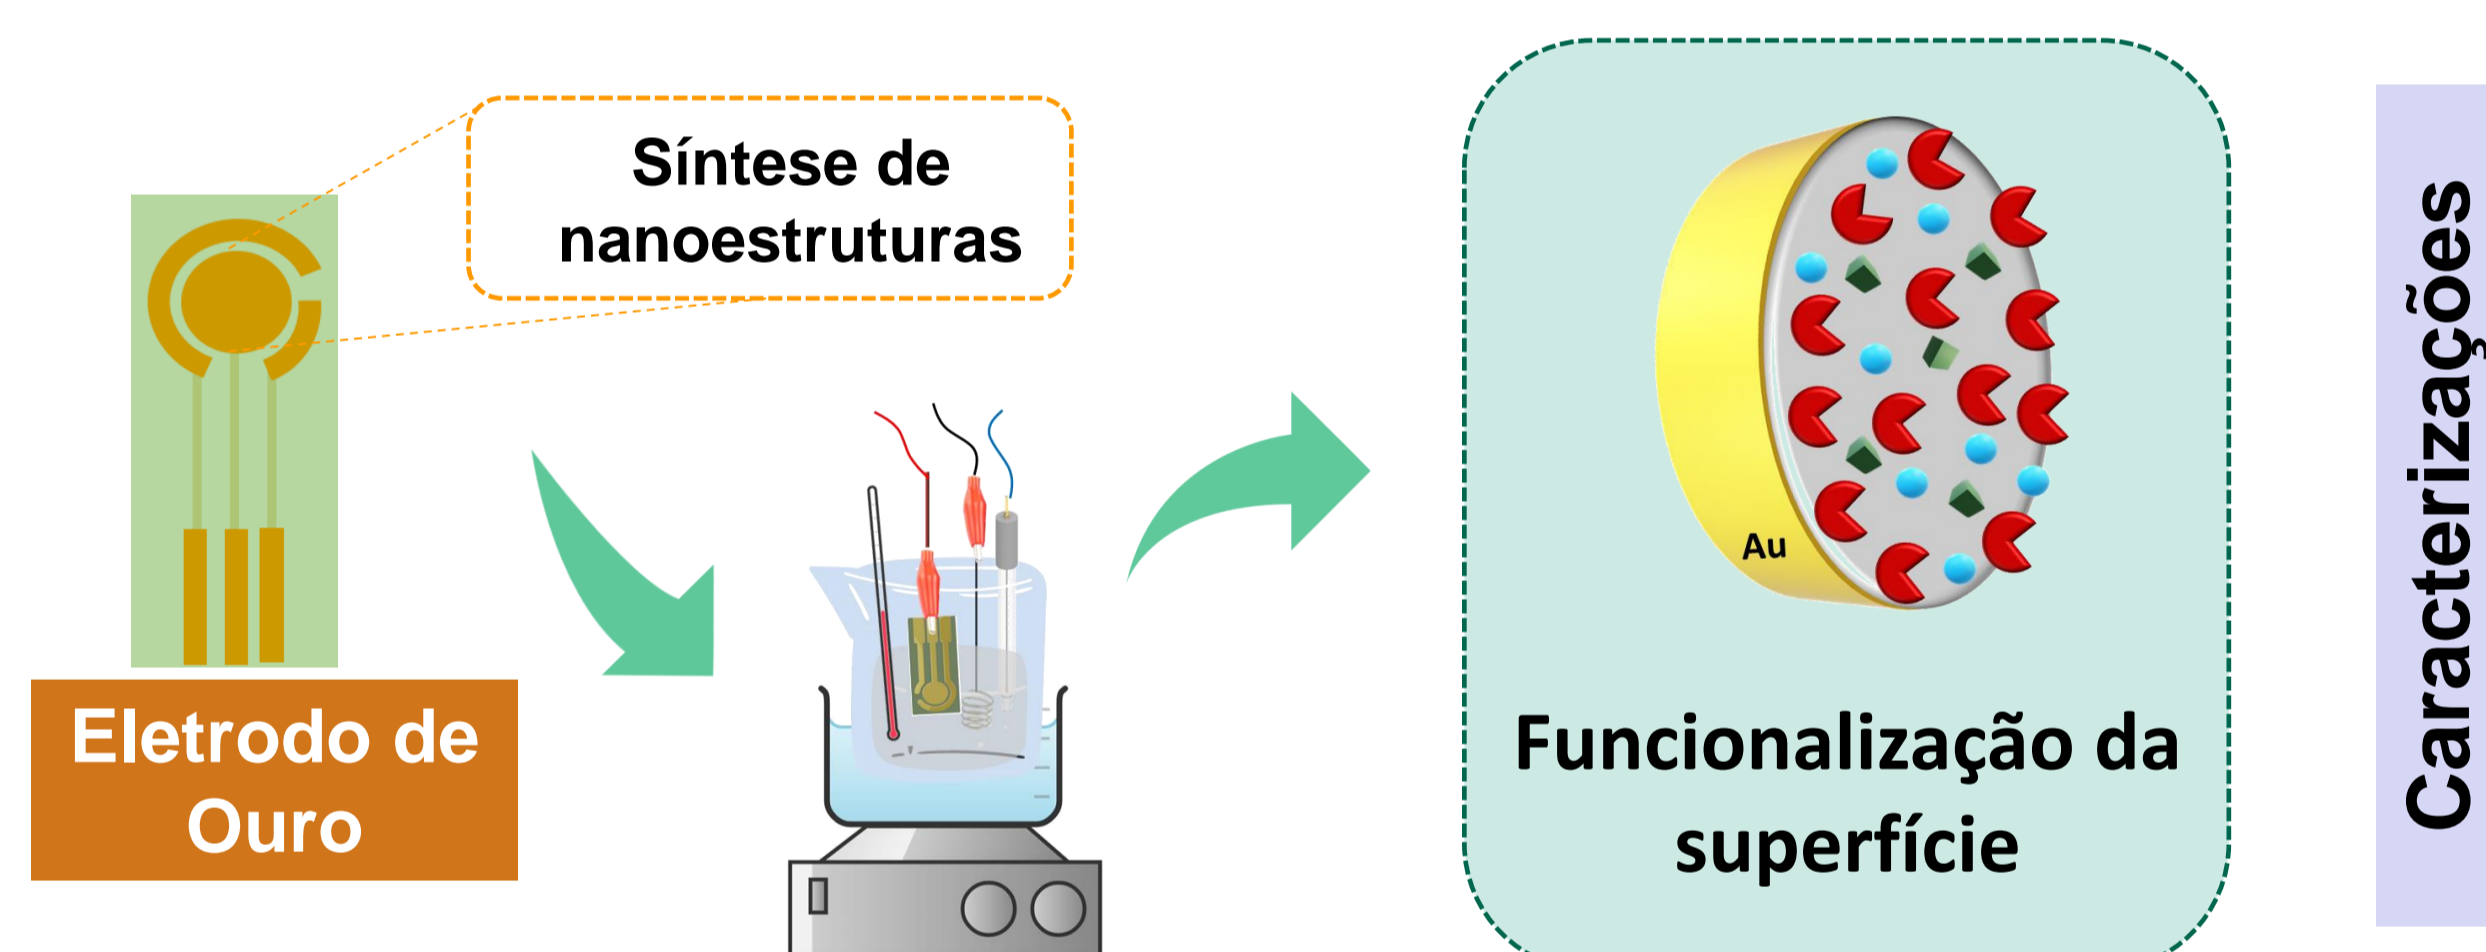 Síntese de
nanoestruturas
Eletrodo de
Ouro
Au
Funcionalização da
superfície
Caracterizações